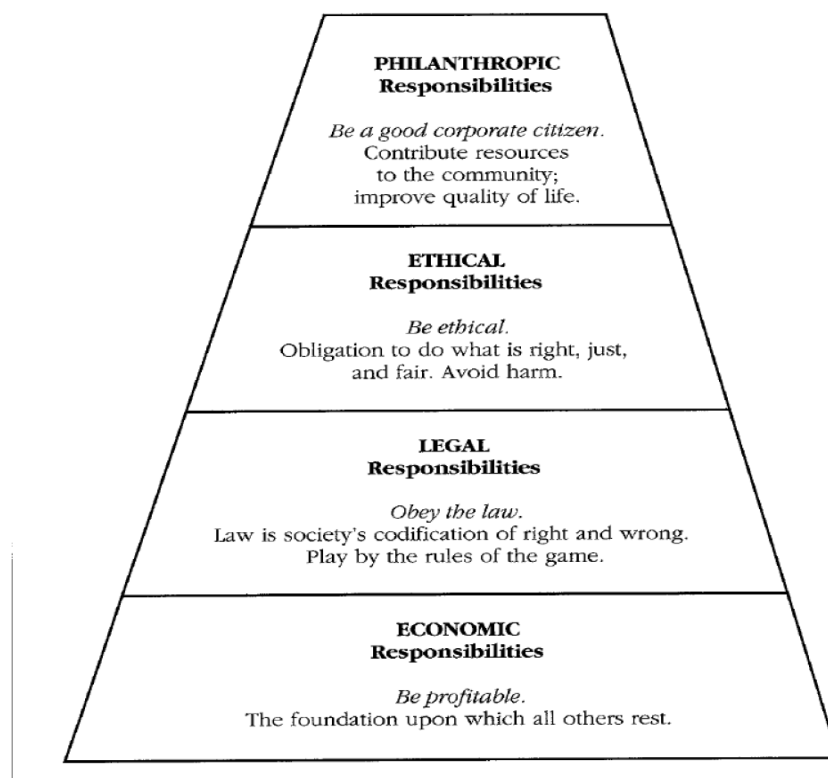 PHILANTHROPIC
Responsibilities
Be a good corporate citizen.
Contribute resources
to the community;
improve quality of life.
ETHICAL
Responsibilities
Be ethical.
Obligation to do what is right, just,
and fair. Avoid harm.
LEGAL
Responsibilities
Obey the law.
Law is society's codification of right and wrong.
Play by the rules of the game.
ECONOMIC
Responsibilities
Be profitable.
The foundation upon which all others rest.